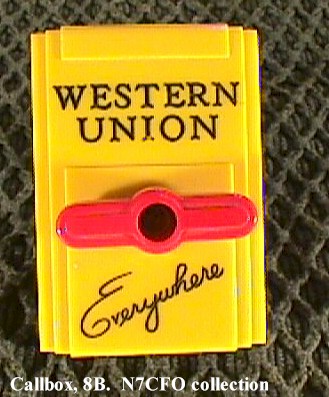 WESTERN
UNION
Everywhere
Callbox, 8B. N7CFO collection